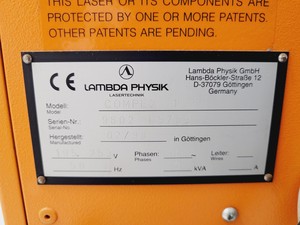 THIS LASER OR ITS COMPONENTS ARE
PROTECTED BY ONE OR MORE PATENTS.
OTHER PATENTS ARE PENDING.
LAMBDA PHYSIK
LASERTECHNIK
Lambda Physik GmbH
Hans-Böckler-Straße 12
D-37079 Göttingen
Germany
Modell:
Model
Serien-Nr.:
Serial No.
Hergestellt: in Göttingen
Manufactured
V Phasen: ~ Leiter:
Phases: Wires
Hz kVA A